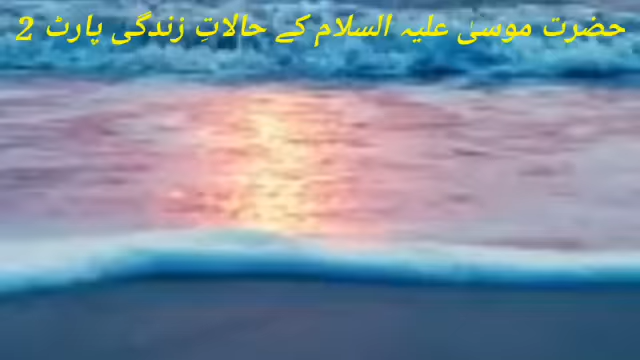 حضرت موسیٰ علیہ السلام کے حالاتِ زندگی پارٹ 2